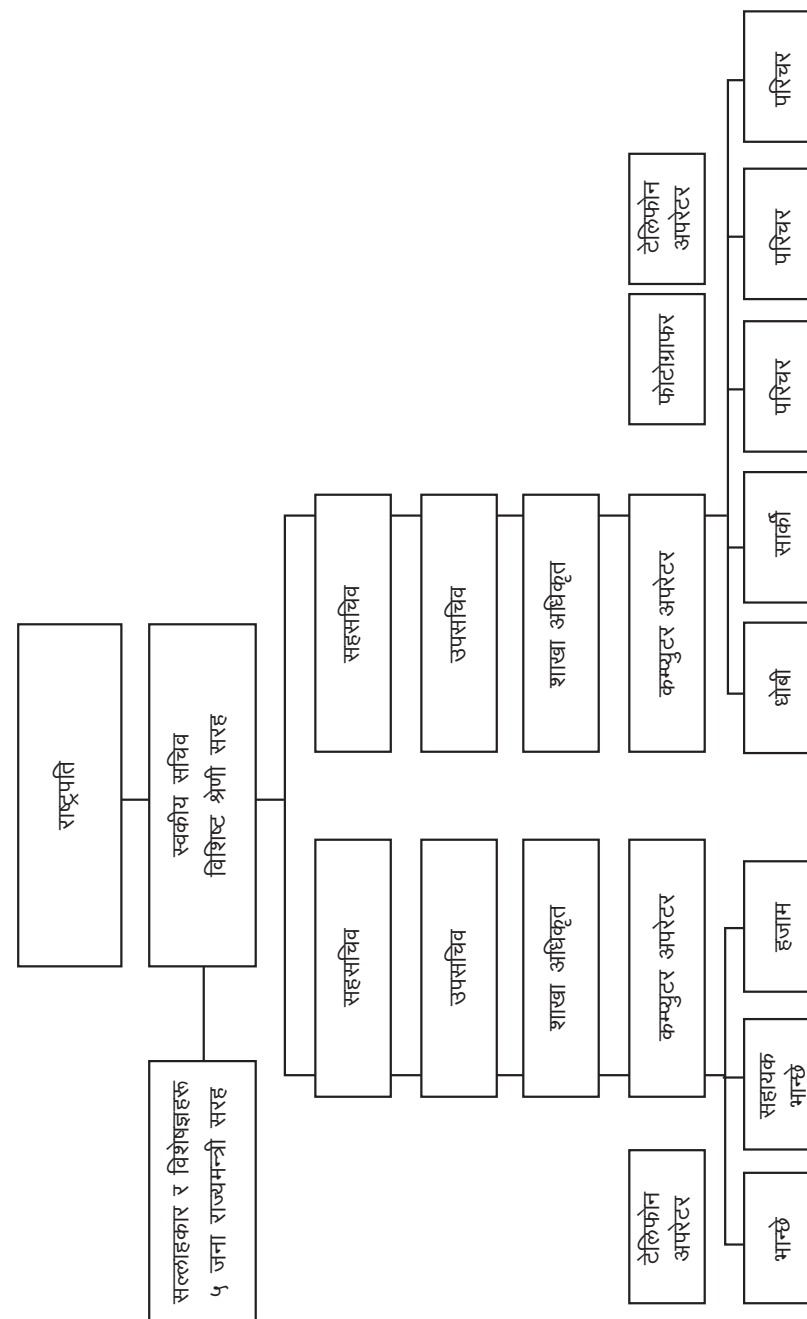 राष्ट्रपति
स्वकीय सचिव
विशिष्ट श्रेणी सरह
सल्लाहकार र विशेषज्ञहरू
५ जना राज्यमन्त्री सरह
सहसचिव
सहसचिव
उपसचिव
उपसचिव
शाखा अधिकृत
शाखा अधिकृत
टेलिफोन
अपरेटर
कम्प्युटर अपरेटर
कम्प्युटर अपरेटर
फोटोग्राफर
टेलिफोन
अपरेटर
भान्छे
सहायक
भान्छे
हजाम
धोबी
सार्की
परिचर
परिचर
परिचर